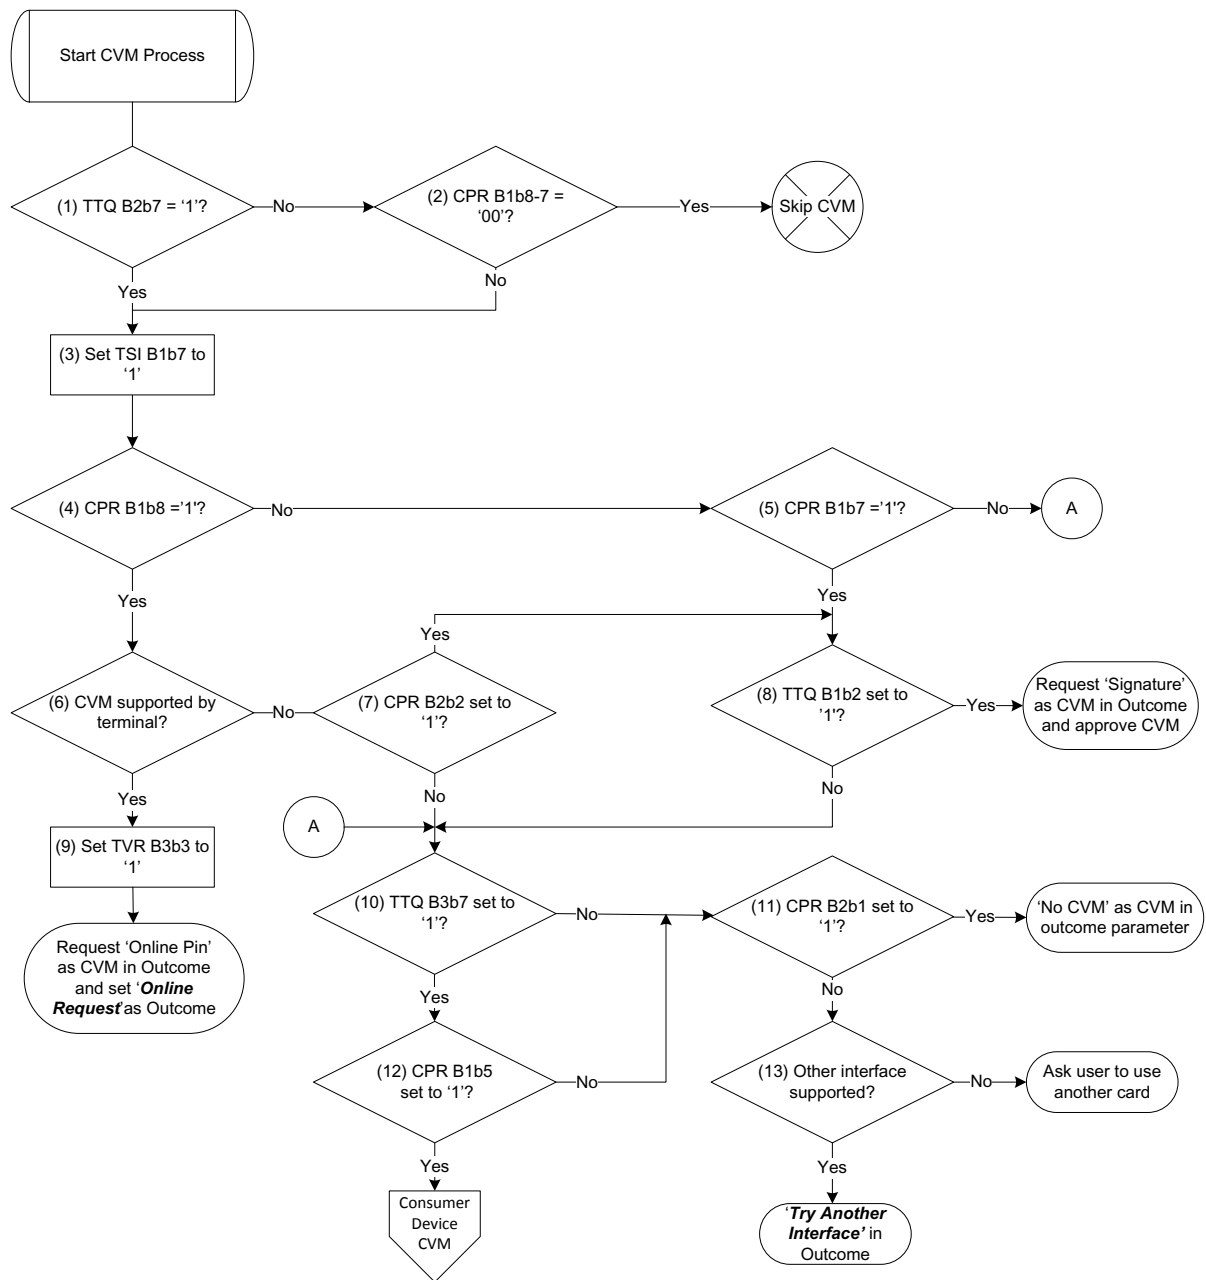 Start CVM Process
(1) TTQ B2b7 = ‘1’?
No
(2) CPR B1b8-7 =
‘00’?
Yes
Skip CVM
Yes
No
(3) Set TSI B1b7 to
‘1’
(4) CPR B1b8 =’1’?
No
(5) CPR B1b7 =’1’?
No
A
Yes
Yes
Yes
(6) CVM supported by
terminal?
No
(7) CPR B2b2 set to
‘1’?
(8) TTQ B1b2 set to
’1’?
Yes
Request ‘Signature’
as CVM in Outcome
and approve CVM
Yes
No
No
A
(9) Set TVR B3b3 to
‘1’
Request ‘Online Pin’
as CVM in Outcome
and set ‘Online
Request’as Outcome
(10) TTQ B3b7 set to
‘1’?
No
(11) CPR B2b1 set to
‘1’?
Yes
‘No CVM’ as CVM in
outcome parameter
Yes
No
(12) CPR B1b5
set to ‘1’?
No
(13) Other interface
supported?
No
Ask user to use
another card
Yes
Yes
Consumer
Device
CVM
‘Try Another
Interface’ in
Outcome